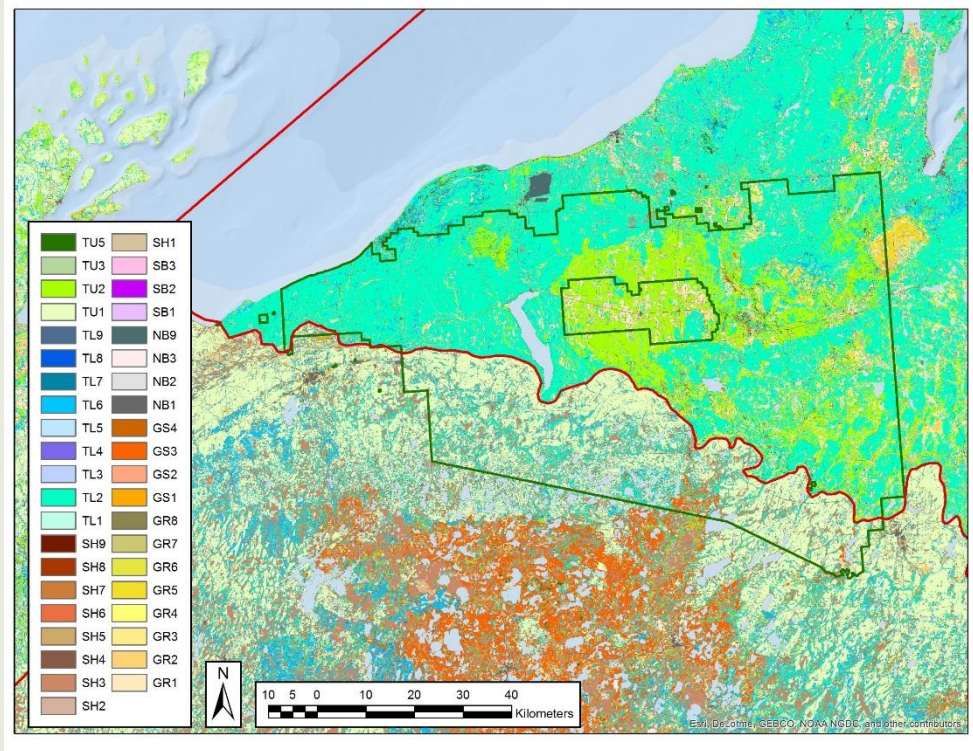 TU5
TU3
TU2
TU1
TL9
TL8
TL7
TL6
TL5
TL4
TL3
TL2
TL1
SH9
SH8
SH7
SH6
SH5
SH4
SH3
SH2
SH1
SB3
SB2
SB1
NB9
NB3
NB2
NB1
GS4
GS3
GS2
GS1
GR8
GR7
GR6
GR5
GR4
GR3
GR2
GR1
N
10 5 0 10 20 30 40
Kilometers
Esri, DeLorme, GEBCO, NOAA NGDC, and other contributors